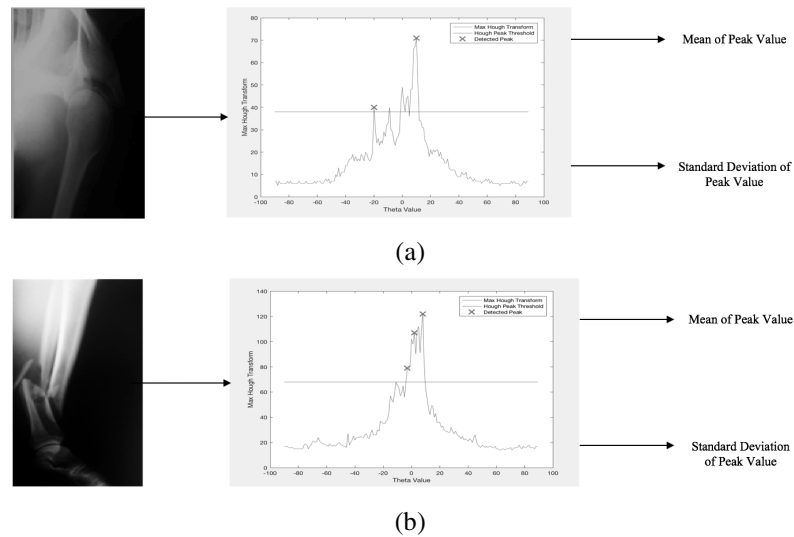 80
70
60
50
40
30
20
10
0
Max Hough Transform
Max Hough Transform
Hough Peak Threshold
Detected Peak
-100 -80 -60 -40 -20 0 20 40 60 80 100
Theta Value
Mean of Peak Value
Standard Deviation of
Peak Value
(a)
140
120
100
80
60
40
20
0
Max Hough Transform
Max Hough Transform
Hough Peak Threshold
Detected Peak
-100 -80 -60 -40 -20 0 20 40 60 80 100
Theta Value
Mean of Peak Value
Standard Deviation
of Peak Value
(b)